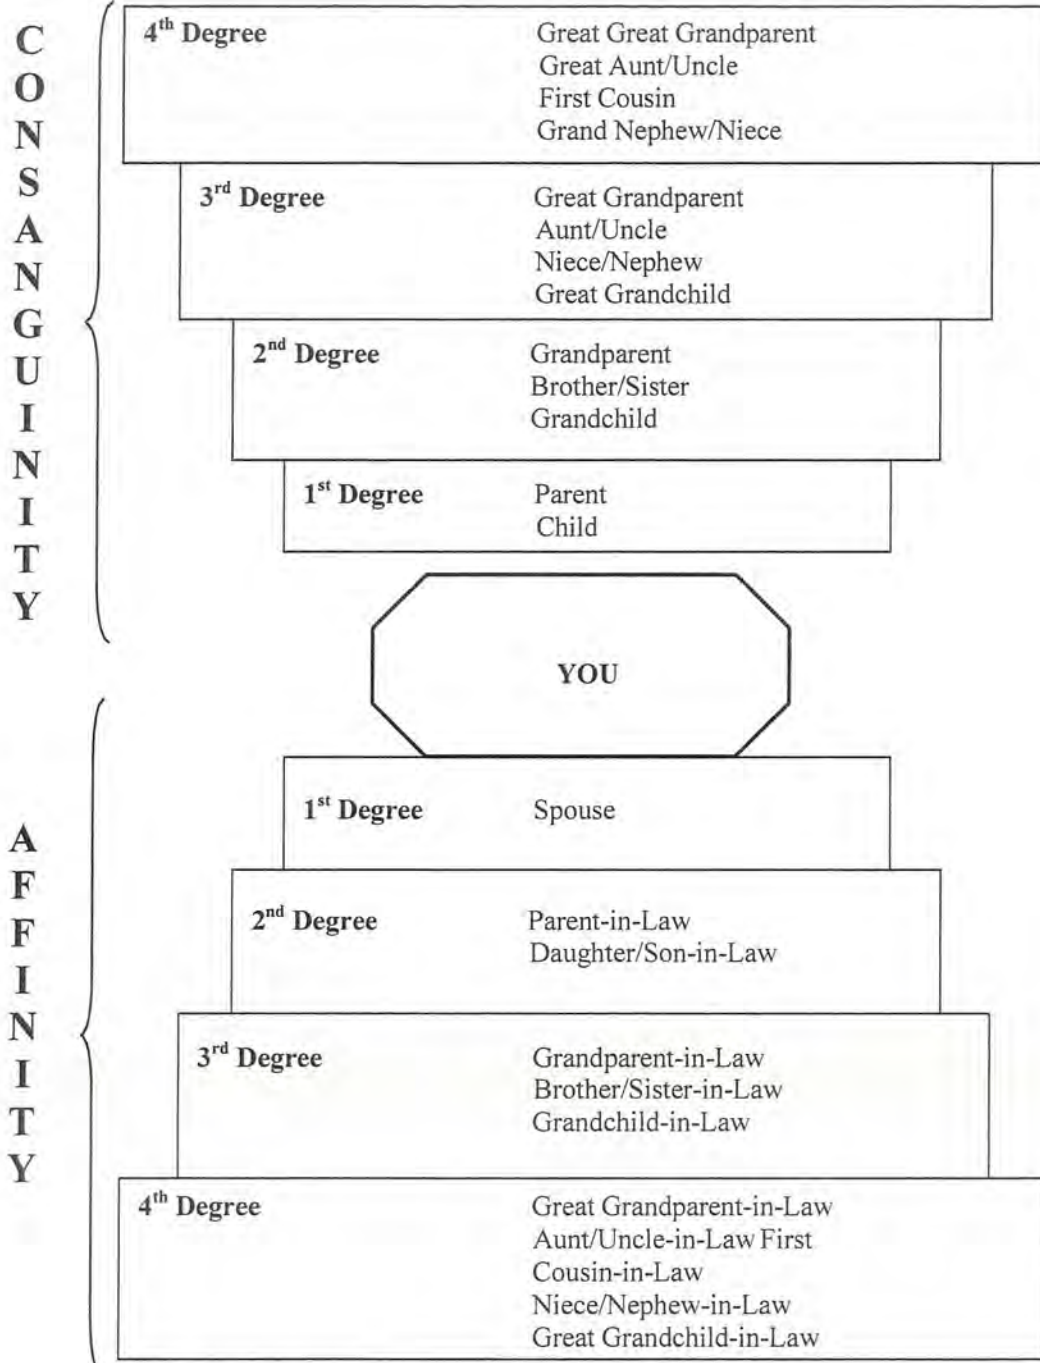 CONSANGUINITY
4th Degree
Great Great Grandparent
Great Aunt/Uncle
First Cousin
Grand Nephew/Niece
3rd Degree
Great Grandparent
Aunt/Uncle
Niece/Nephew
Great Grandchild
2nd Degree
Grandparent
Brother/Sister
Grandchild
1st Degree
Parent
Child
YOU
AFFINITY
1st Degree
Spouse
2nd Degree
Parent-in-Law
Daughter/Son-in-Law
3rd Degree
Grandparent-in-Law
Brother/Sister-in-Law
Grandchild-in-Law
4th Degree
Great Grandparent-in-Law
Aunt/Uncle-in-Law First
Cousin-in-Law
Niece/Nephew-in-Law
Great Grandchild-in-Law